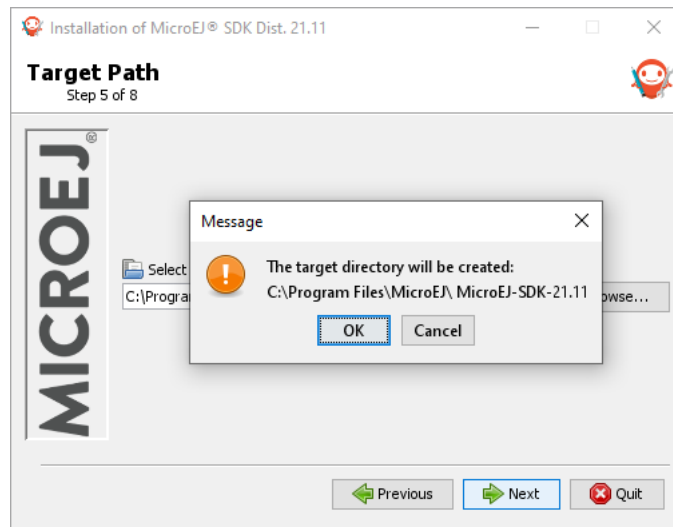 Installation of MicroEJ® SDK Dist. 21.11
Target Path
Step 5 of 8
MICROEJ®
Message
Select
The target directory will be created:
C:\Program Files\MicroEJ\ MicroEJ-SDK-21.11
C:\Progra
owse...
OK
Cancel
Previous
Next
Quit